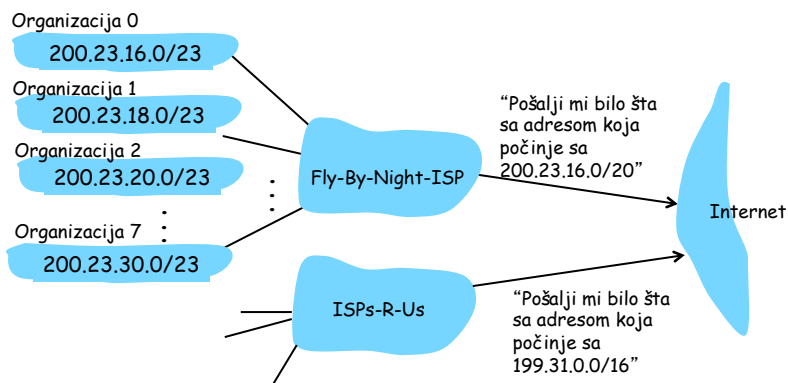 Organizacija 0
200.23.16.0/23
Organizacija 1
200.23.18.0/23
Organizacija 2
200.23.20.0/23
Organizacija 7
200.23.30.0/23
Fly-By-Night-ISP
ISPs-R-Us
“Pošalji mi bilo šta
sa adresom koja
počinje sa
200.23.16.0/20”
“Pošalji mi bilo šta
sa adresom koja
počinje sa
199.31.0.0/16”
Internet